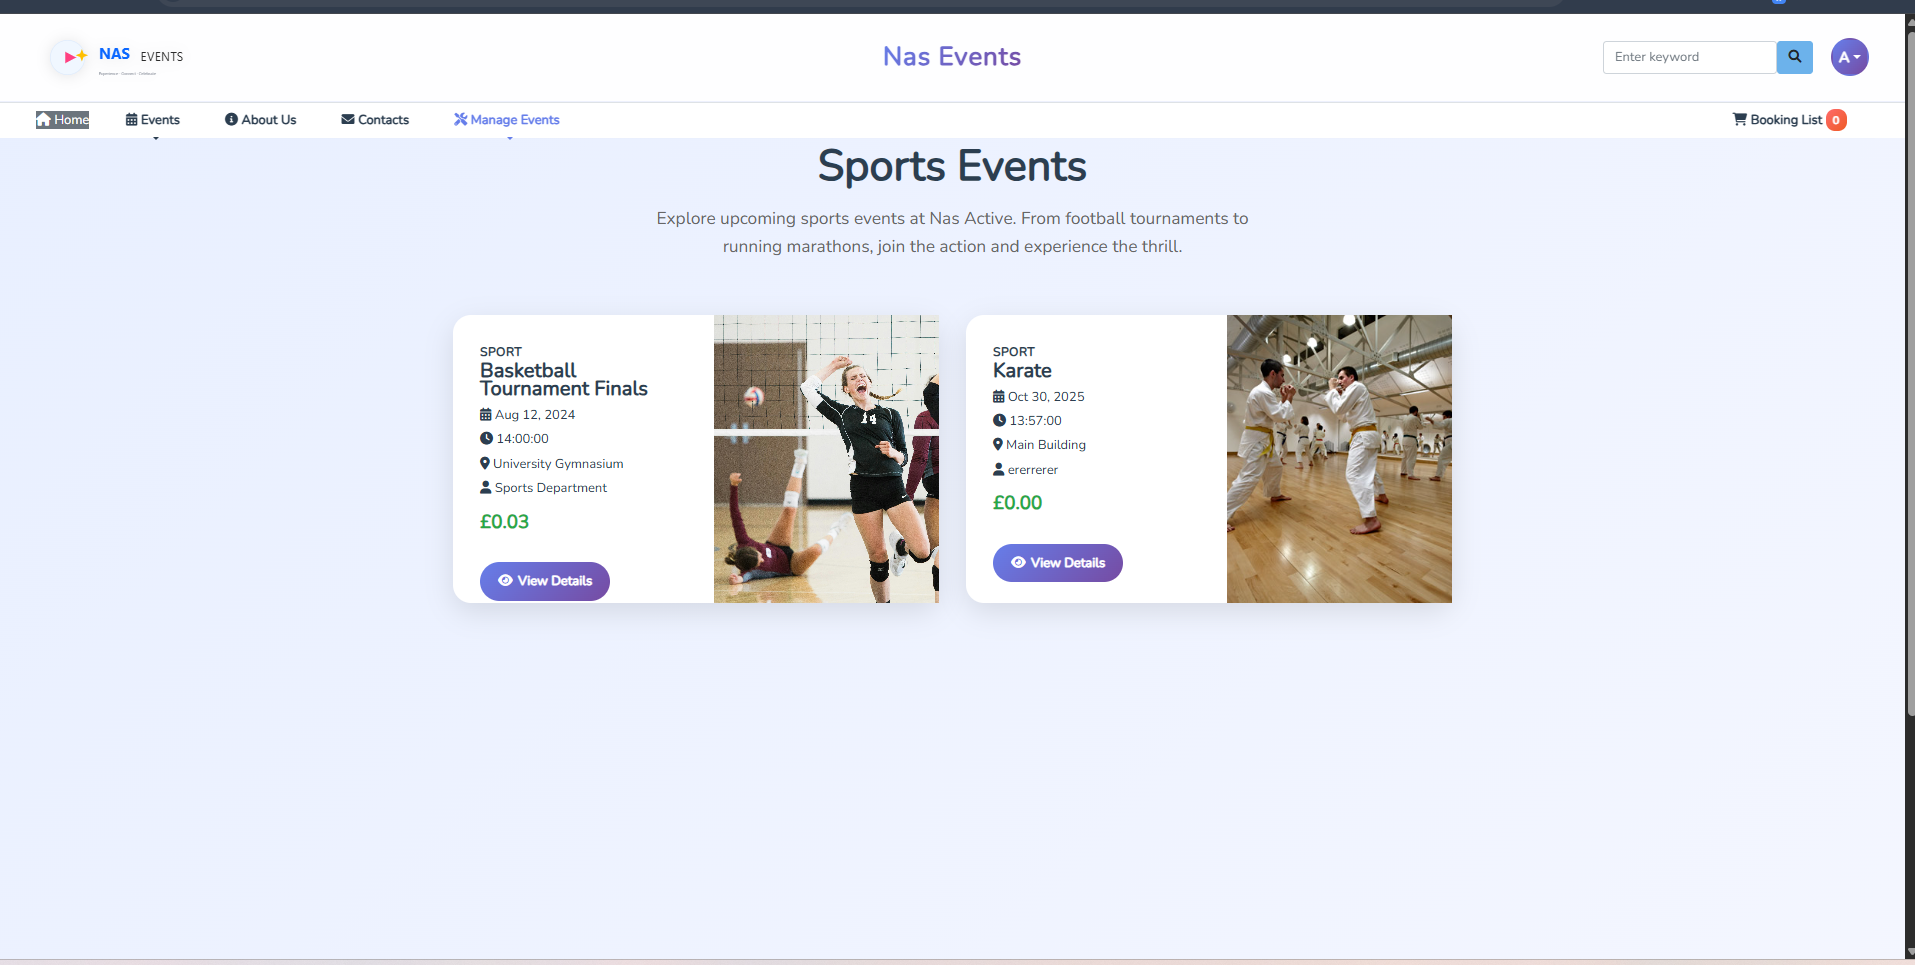 NAS EVENTS
Nas Events
Enter keyword
A
Home
Events
About Us
Contacts
Manage Events
Booking List 0
Sports Events
Explore upcoming sports events at Nas Active. From football tournaments to
running marathons, join the action and experience the thrill.
SPORT
Basketball
Tournament Finals
Aug 12, 2024
14:00:00
University Gymnasium
Sports Department
£0.03
View Details
14
SPORT
Karate
Oct 30, 2025
13:57:00
Main Building
ererrerer
£0.00
View Details